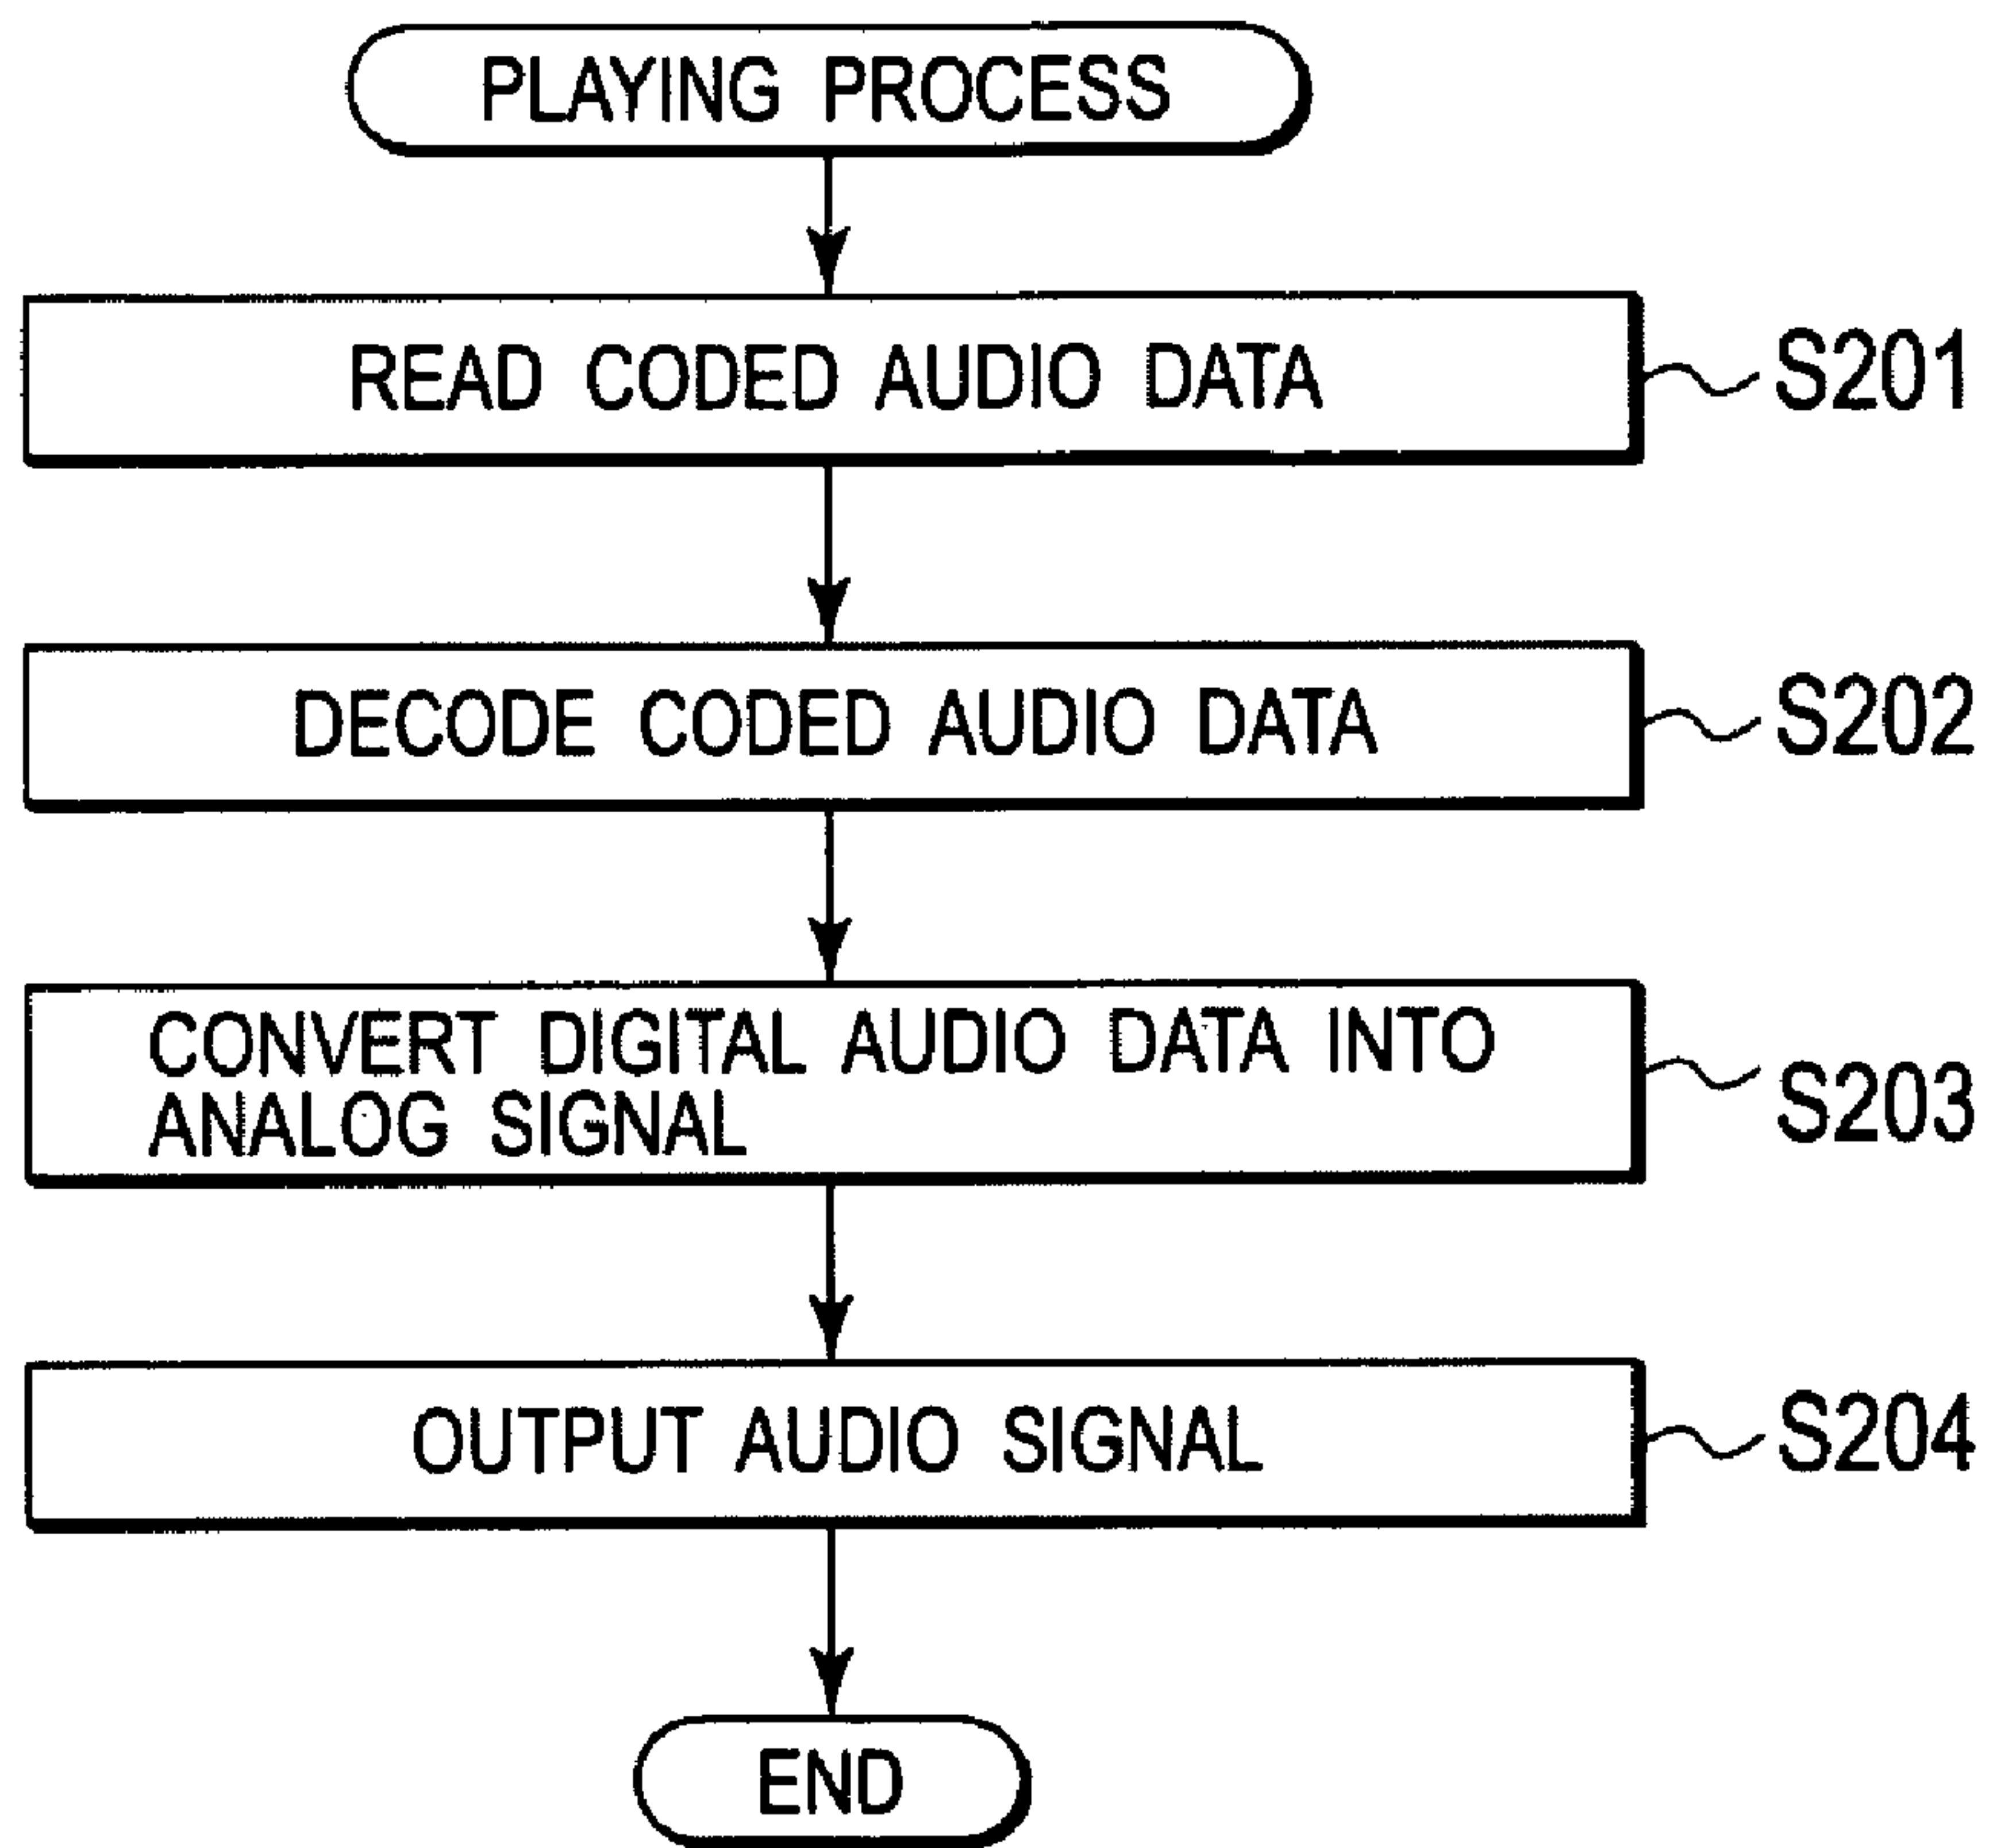 PLAYING PROCESS
READ CODED AUDIO DATA
S201
DECODE CODED AUDIO DATA
S202
CONVERT DIGITAL AUDIO DATA INTO
ANALOG SIGNAL
S203
OUTPUT AUDIO SIGNAL
S204
END